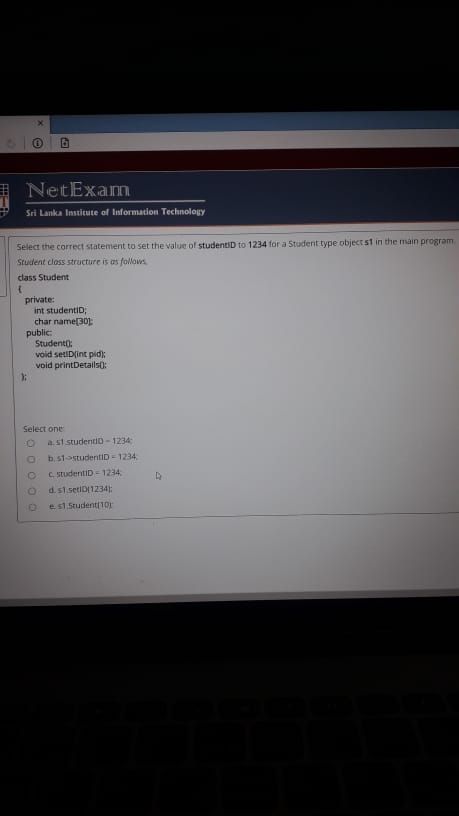 NetExam
Sri Lanka Institute of Information Technology
Select the correct statement to set the value of studentID to 1234 for a Student type object s1 in the main program.
Student class structure is as follows,
class Student
{
private:
int studentID;
char name[30];
public:
Student();
void setID(int pid);
void printDetails();
};
Select one:
a. s1.studentID = 1234;
b. s1->studentID = 1234;
c. studentID = 1234;
d. s1.setID(1234);
e. s1.Student(10);